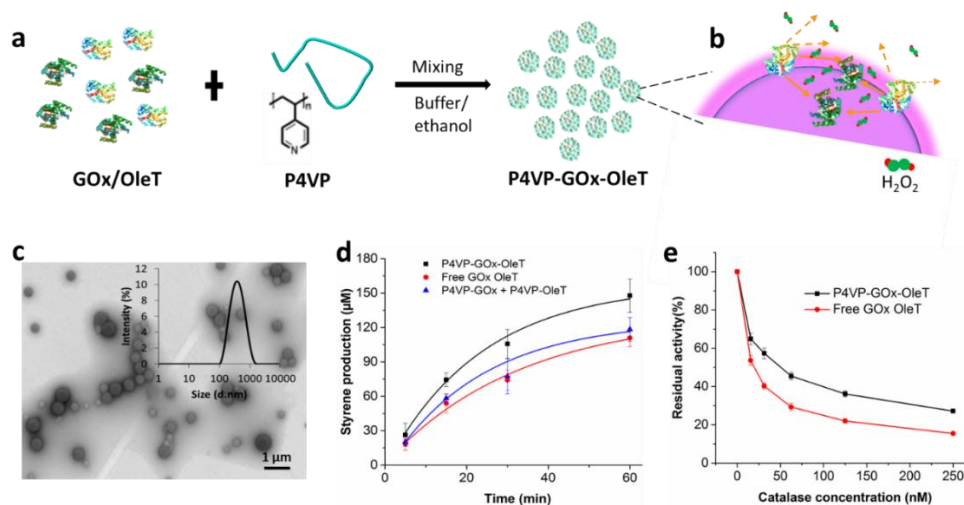 a
GOx/OleT
+
n
N
P4VP
Mixing
Buffer/
ethanol
P4VP-GOx-OleT
b
H₂O₂
c
Intensity (%)
12
10
8
6
4
2
0
1 10 100 1000 10000
Size (d.nm)
1 µm
d
Styrene production (µM)
180
150
120
90
60
30
0
P4VP-GOx-OleT
Free GOx OleT
P4VP-GOx + P4VP-OleT
0 20 40 60
Time (min)
e
Residual activity(%)
100
80
60
40
20
0
P4VP-GOx-OleT
Free GOx OleT
0 50 100 150 200 250
Catalase concentration (nM)